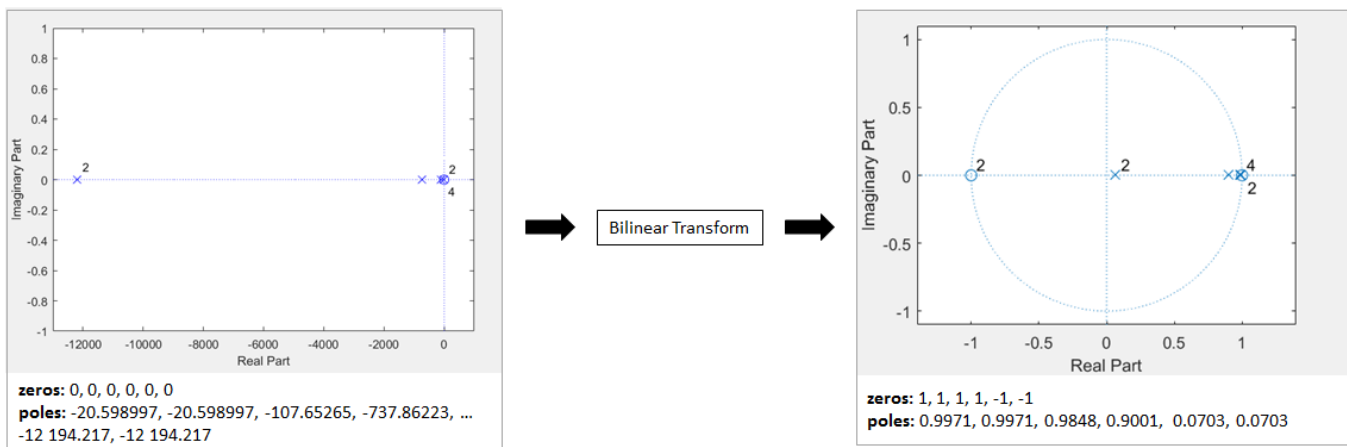 1
0.8
0.6
0.4
0.2
0
-0.2
-0.4
-0.6
-0.8
-1
Imaginary Part
2
2
4
-12000 -10000 -8000 -6000 -4000 -2000 0
Real Part
zeros: 0, 0, 0, 0, 0, 0
poles: -20.598997, -20.598997, -107.65265, -737.86223, ...
-12 194.217, -12 194.217
Bilinear Transform
1
0.5
0
-0.5
-1
Imaginary Part
2
2
4
2
-1 -0.5 0 0.5 1
Real Part
zeros: 1, 1, 1, 1, -1, -1
poles: 0.9971, 0.9971, 0.9848, 0.9001, 0.0703, 0.0703